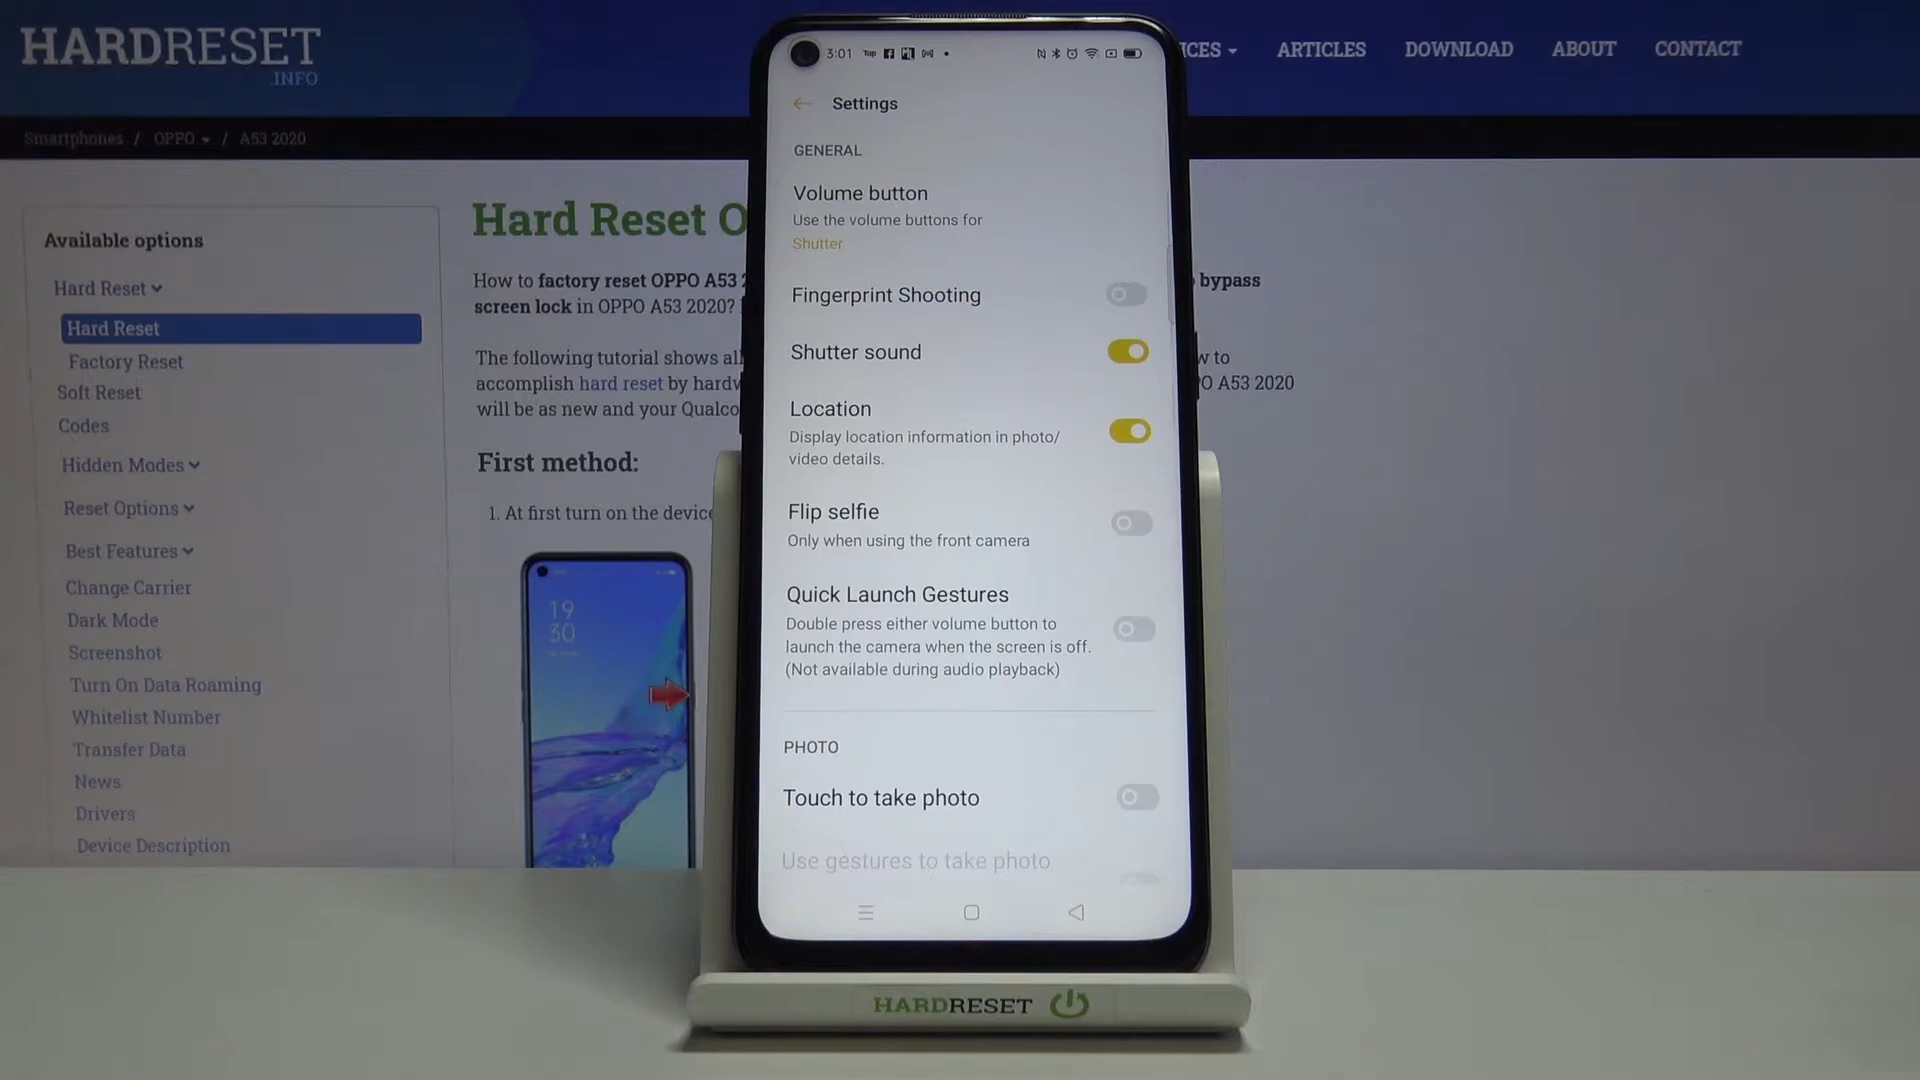 HARDRESET
.INFO
ICES
ARTICLES
DOWNLOAD
ABOUT
CONTACT
Smartphones / OPPO / A53 2020
Available options
Hard Reset
Hard Reset
Factory Reset
Soft Reset
Codes
Hidden Modes
Reset Options
Best Features
Change Carrier
Dark Mode
Screenshot
Turn On Data Roaming
Whitelist Number
Transfer Data
News
Drivers
Device Description
Hard Reset O
How to factory reset OPPO A53 2
bypass
screen lock in OPPO A53 2020?
The following tutorial shows all
w to
accomplish hard reset by hardw
O A53 2020
will be as new and your Qualco
First method:
1. At first turn on the device
19
30
3:01
Settings
GENERAL
Volume button
Use the volume buttons for
Shutter
Fingerprint Shooting
Shutter sound
Location
Display location information in photo/
video details.
Flip selfie
Only when using the front camera
Quick Launch Gestures
Double press either volume button to
launch the camera when the screen is off.
(Not available during audio playback)
PHOTO
Touch to take photo
Use gestures to take photo
HARDRESET